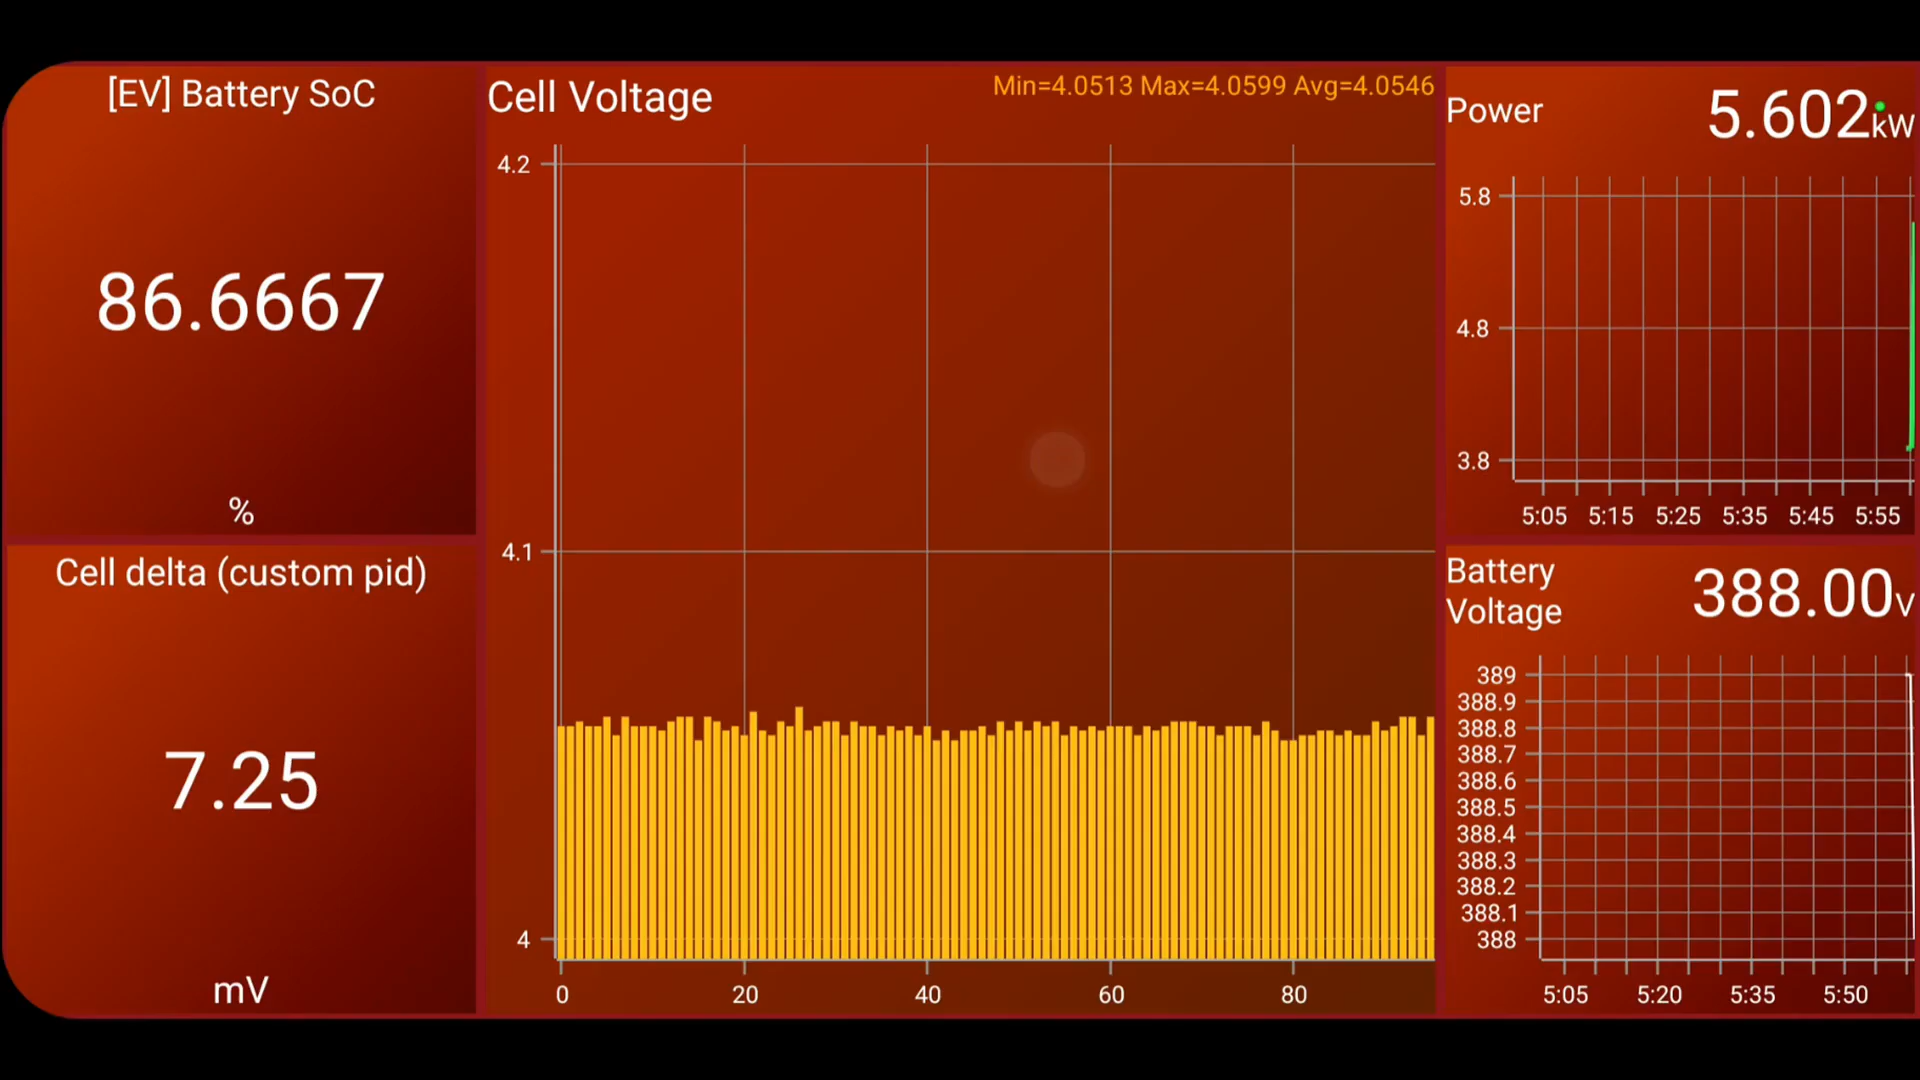 [EV] Battery SoC
86.6667
%
Cell delta (custom pid)
7.25
mV
Cell Voltage
Min=4.0513 Max=4.0599 Avg=4.0546
4.2
4.1
4
0 20 40 60 80
Power
5.602kW
5.8
4.8
3.8
5:05 5:15 5:25 5:35 5:45 5:55
Battery
Voltage
388.00V
389
388.9
388.8
388.7
388.6
388.5
388.4
388.3
388.2
388.1
388
5:05 5:20 5:35 5:50